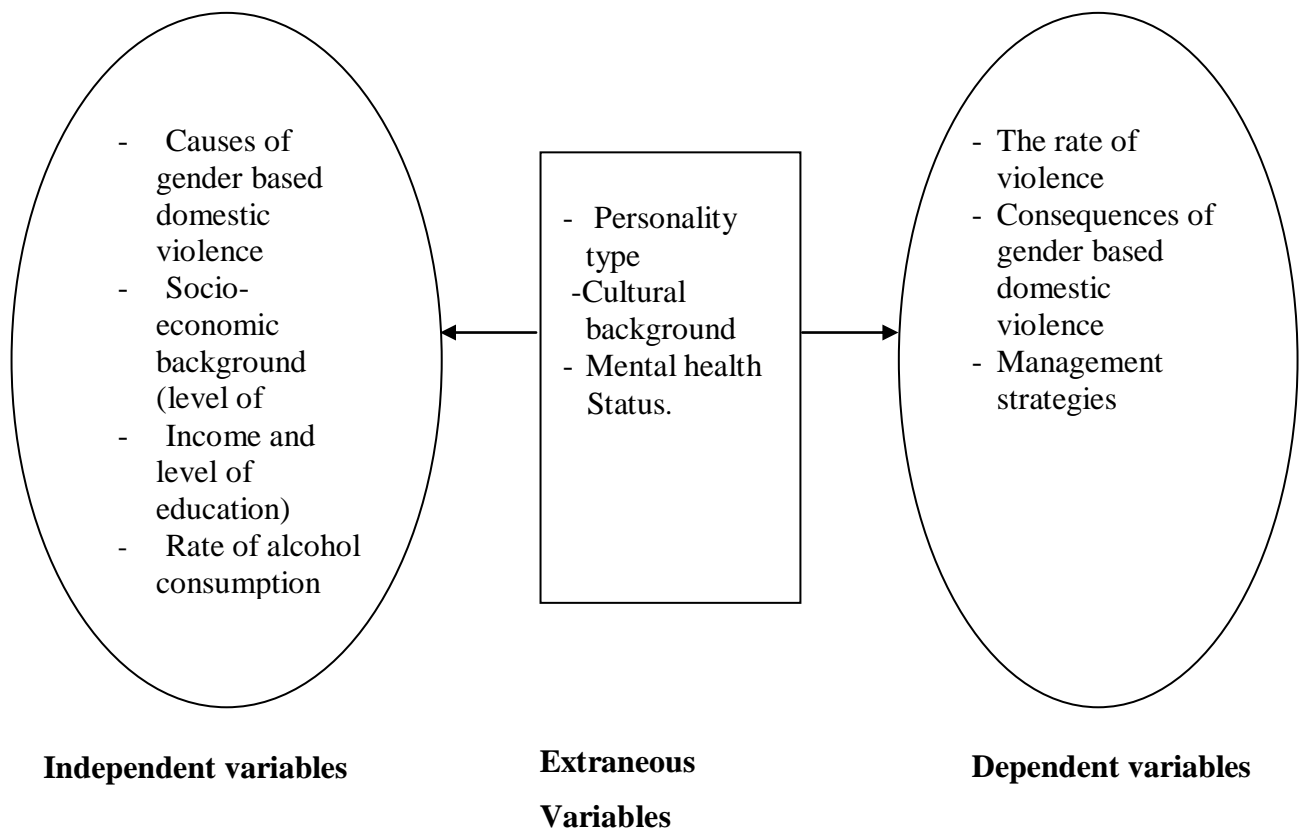 - Causes of
gender based
domestic
violence
- Socio-
economic
background
(level of
- Income and
level of
education)
- Rate of alcohol
consumption
- Personality
type
-Cultural
background
- Mental health
Status.
- The rate of
violence
- Consequences of
gender based
domestic
violence
- Management
strategies
Independent variables
Extraneous
Variables
Dependent variables